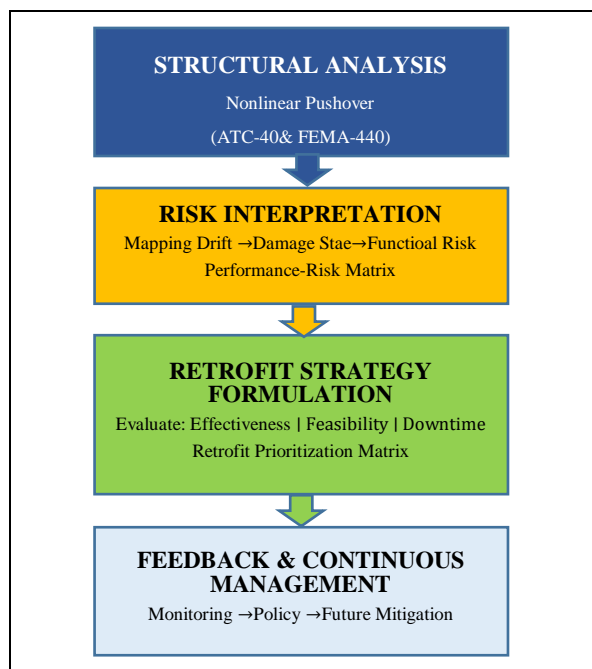 STRUCTURAL ANALYSIS
Nonlinear Pushover
(ATC-40& FEMA-440)
RISK INTERPRETATION
Mapping Drift →Damage Stae→Functioal Risk
Performance-Risk Matrix
RETROFIT STRATEGY
FORMULATION
Evaluate: Effectiveness | Feasibility | Downtime
Retrofit Prioritization Matrix
FEEDBACK & CONTINUOUS
MANAGEMENT
Monitoring →Policy →Future Mitigation